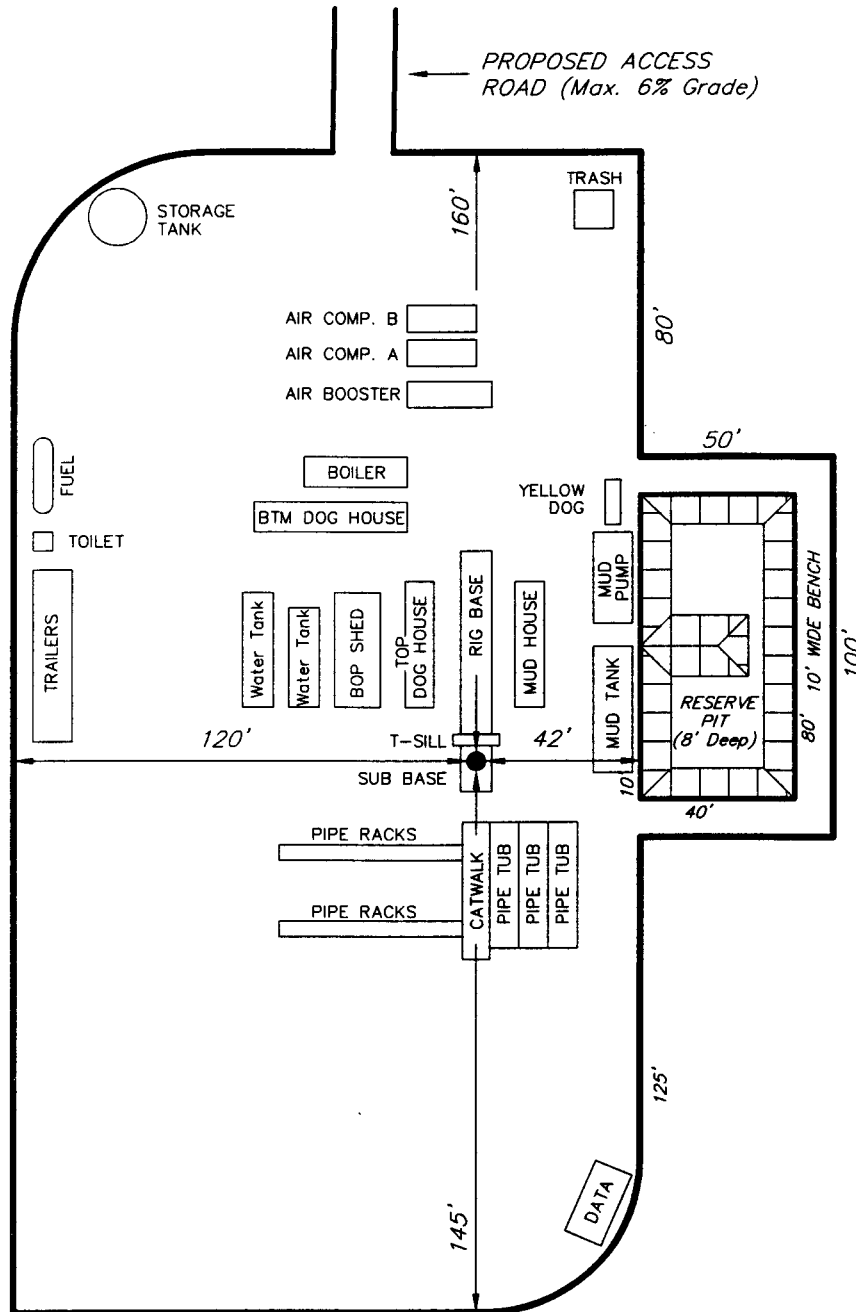 PROPOSED ACCESS
ROAD (Max. 6% Grade)
TRASH
STORAGE
TANK
160'
80'
AIR COMP. B
AIR COMP. A
AIR BOOSTER
50'
FUEL
BOILER
YELLOW
DOG
BTM DOG HOUSE
TOILET
TRAILERS
Water Tank
Water Tank
BOP SHED
TOP
DOG HOUSE
RIG BASE
MUD HOUSE
MUD
PUMP
MUD TANK
RESERVE
PIT
(8' Deep)
80'
10' WIDE BENCH
100'
120'
T-SILL
42'
SUB BASE
10'
40'
PIPE RACKS
PIPE RACKS
CATWALK
PIPE TUB
PIPE TUB
PIPE TUB
125'
DATA
145'